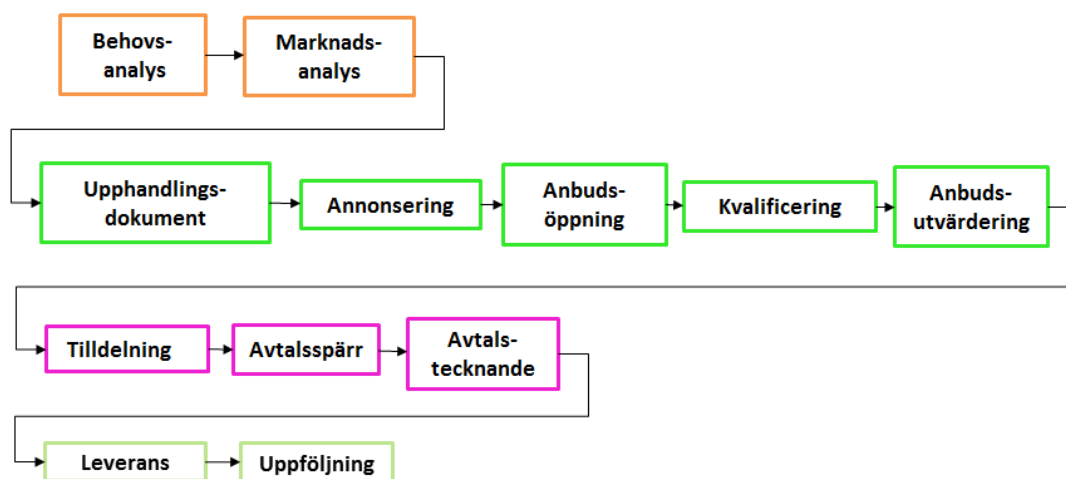 Behovs-
analys
Marknads-
analys
Upphandlings-
dokument
Annonsering
Anbuds-
öppning
Kvalificering
Anbuds-
utvärdering
Tilldelning
Avtalsspärr
Avtals-
tecknande
Leverans
Uppföljning